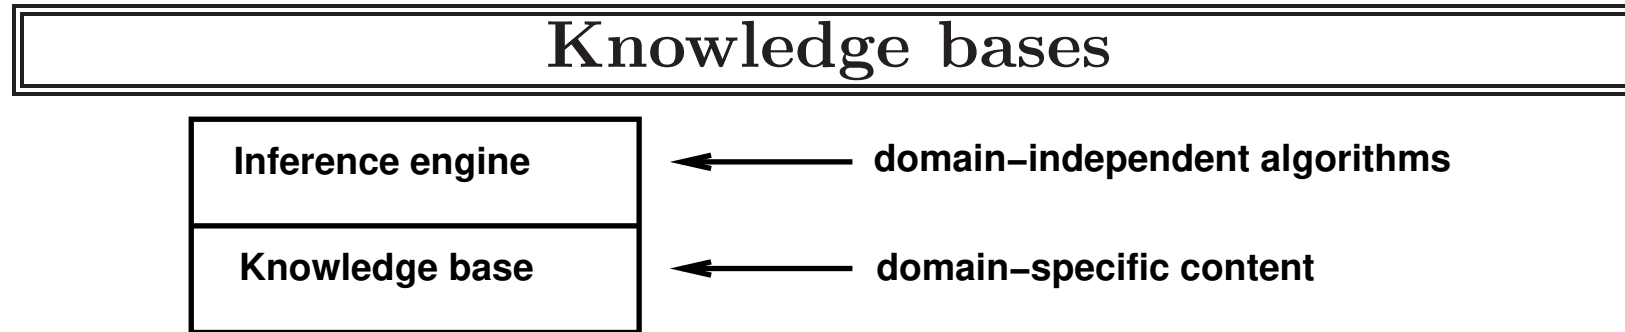 Knowledge bases
Inference engine domain−independent algorithms
Knowledge base domain−specific content